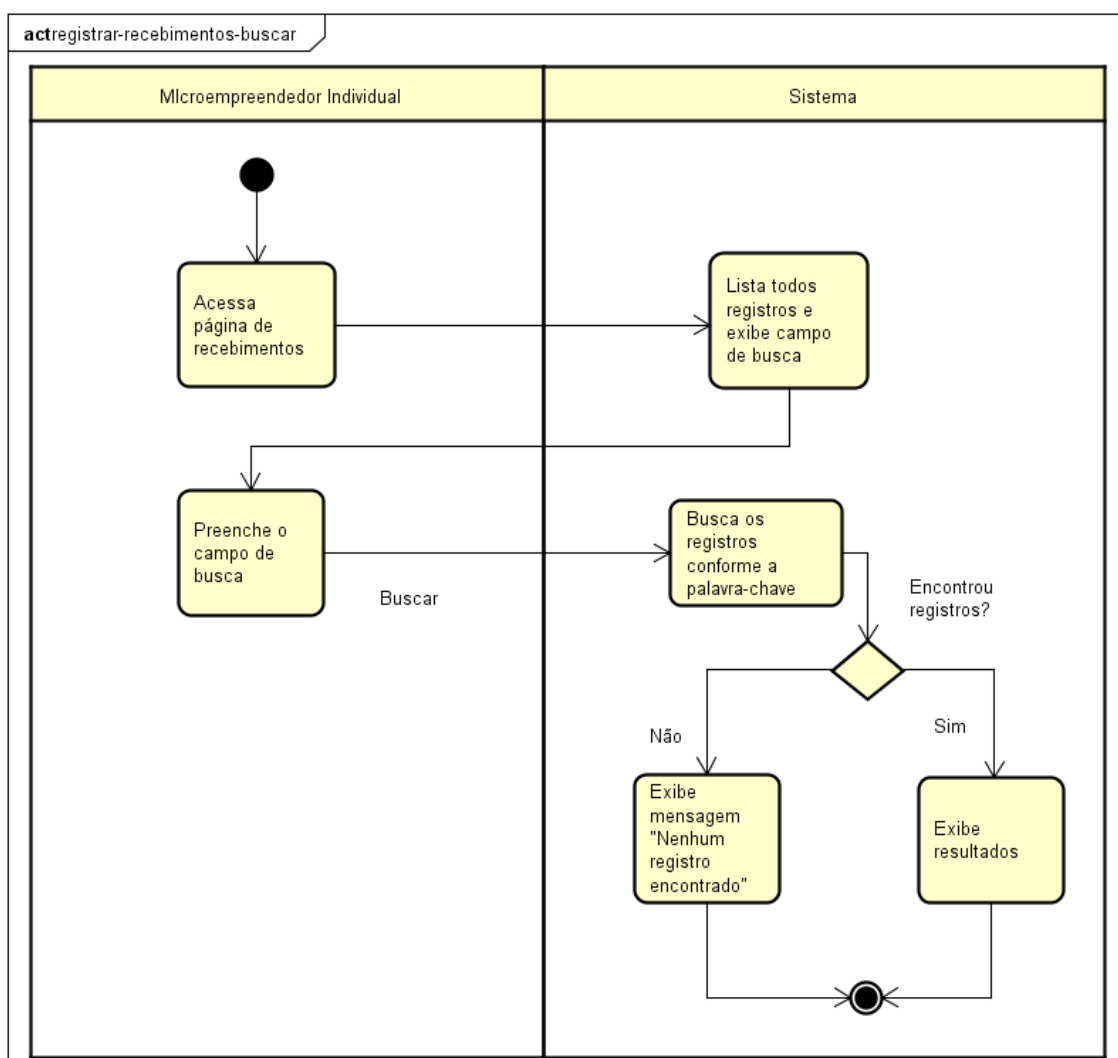 actregistrar-recebimentos-buscar
MIcroempreendedor Individual
Sistema
Acessa
página de
recebimentos
Lista todos
registros e
exibe campo
de busca
Preenche o
campo de
busca
Buscar
Busca os
registros
conforme a
palavra-chave
Encontrou
registros?
Não
Sim
Exibe
mensagem
"Nenhum
registro
encontrado"
Exibe
resultados